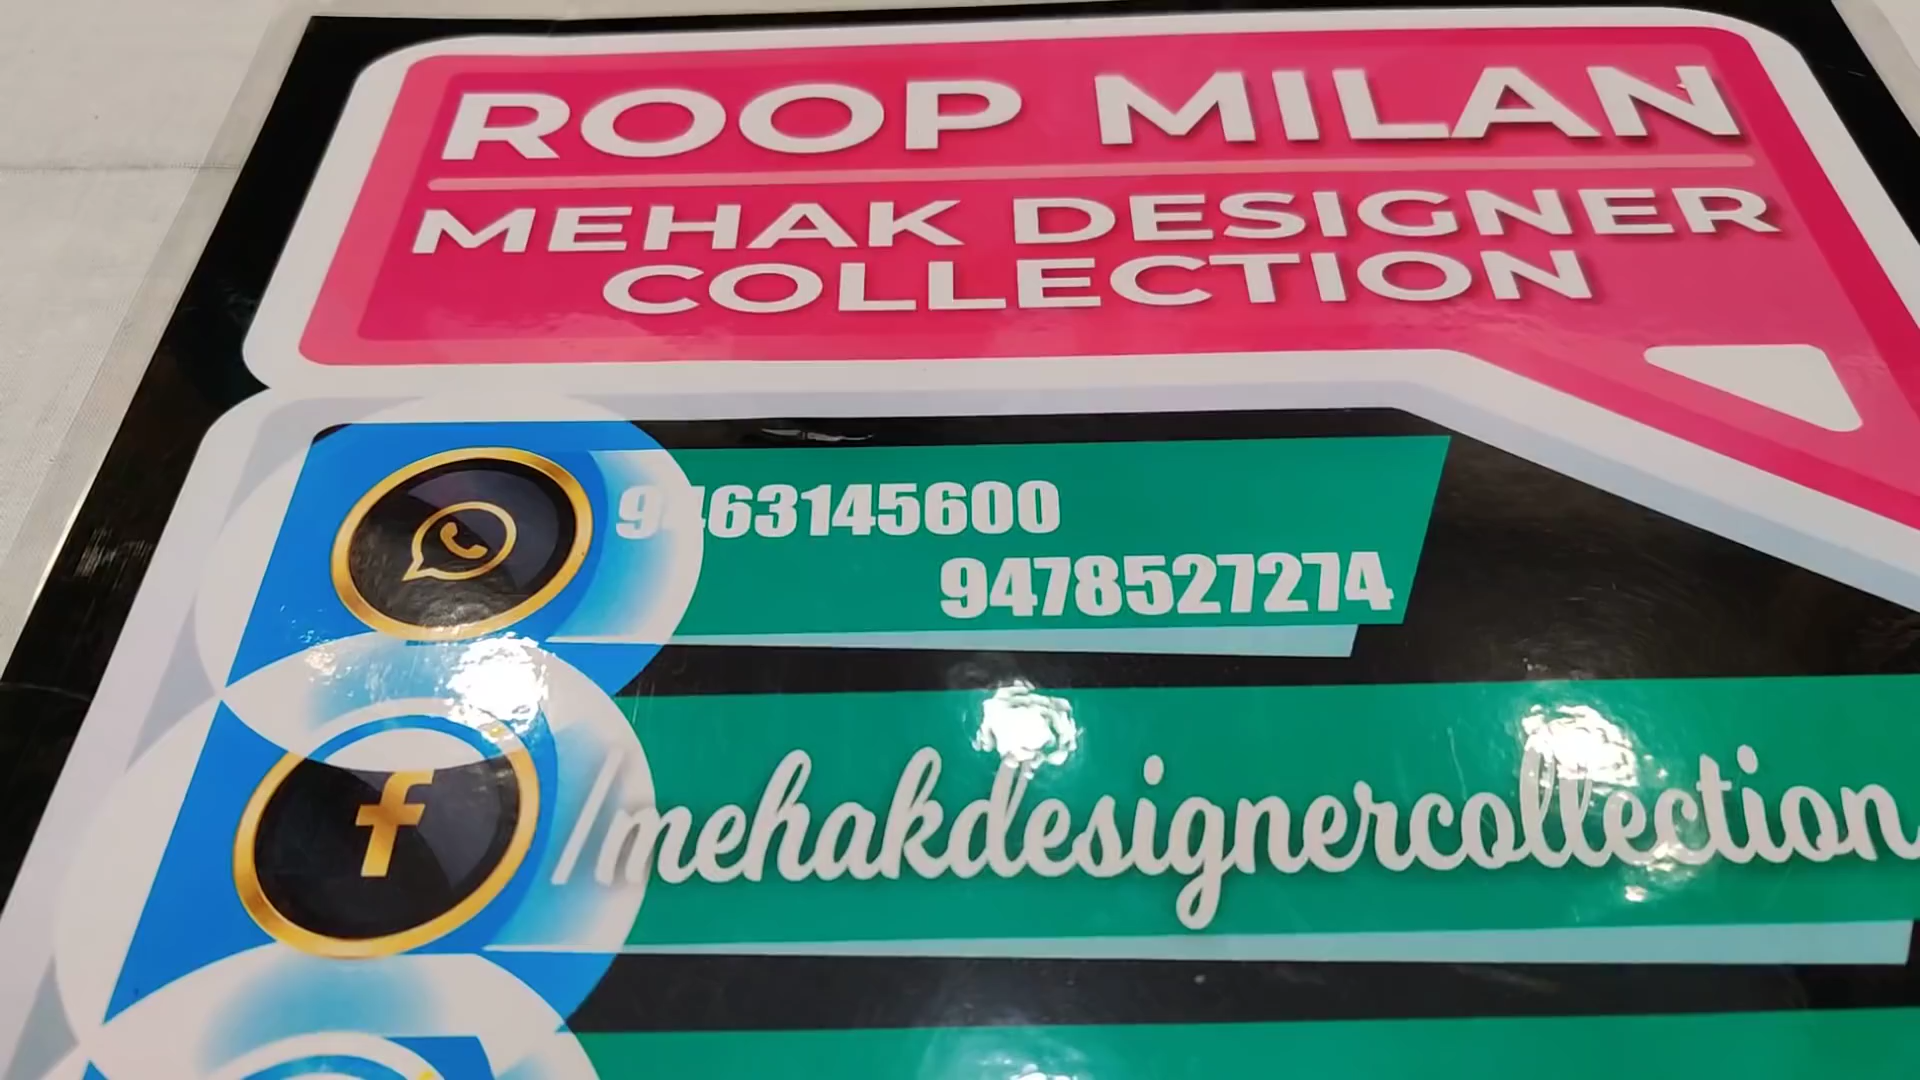 ROOP MILAN
MEHAK DESIGNER
COLLECTION
9463145600
9478527274
/mehakdesignercollection